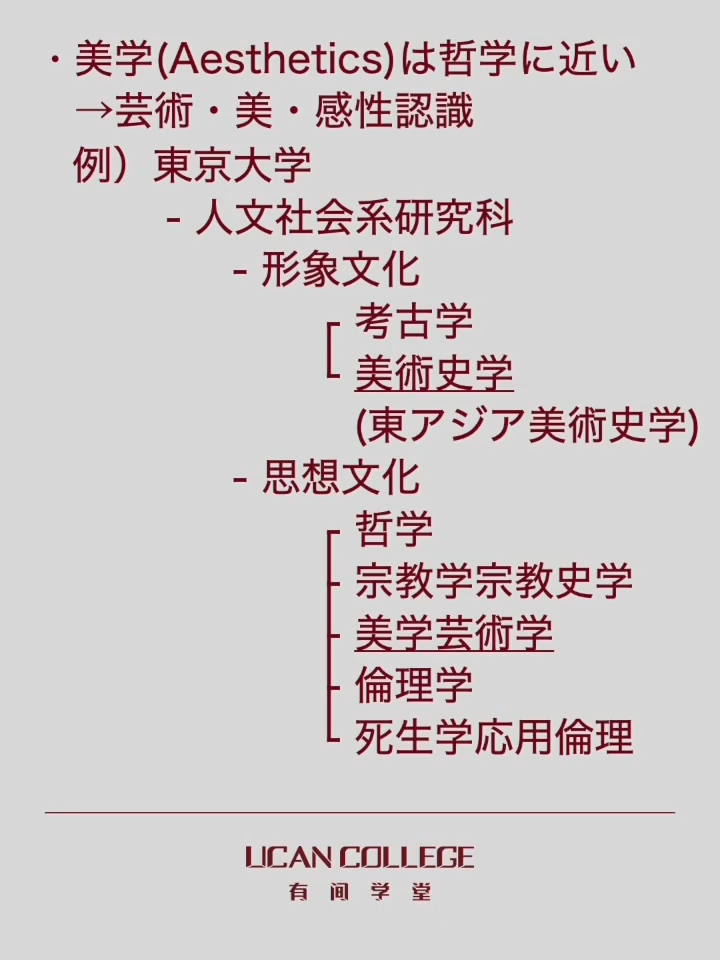 ・美学(Aesthetics)は哲学に近い
→芸術・美・感性認識
例）東京大学
- 人文社会系研究科
- 形象文化
考古学
美術史学
(東アジア美術史学)
- 思想文化
哲学
宗教学宗教史学
美学芸術学
倫理学
死生学応用倫理
UCAN COLLEGE
有间学堂